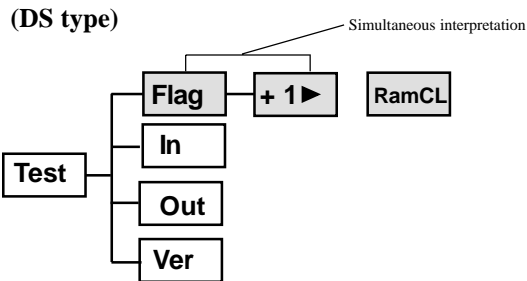 (DS type)
Simultaneous interpretation
Flag + 1► RamCL
In
Test
Out
Ver